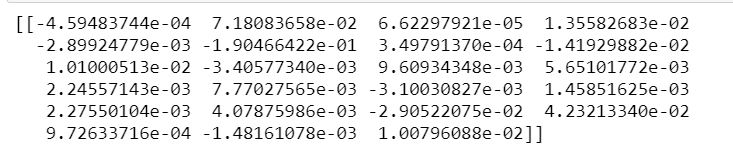 [[-4.59483744e-04 7.18083658e-02 6.62297921e-05 1.35582683e-02
-2.89924779e-03 -1.90466422e-01 3.49791370e-04 -1.41929882e-02
1.01000513e-02 -3.40577340e-03 9.60934348e-03 5.65101772e-03
2.24557143e-03 7.77027565e-03 -3.10030827e-03 1.45851625e-03
2.27550104e-03 4.07875986e-03 -2.90522075e-02 4.23213340e-02
9.72633716e-04 -1.48161078e-03 1.00796088e-02]]